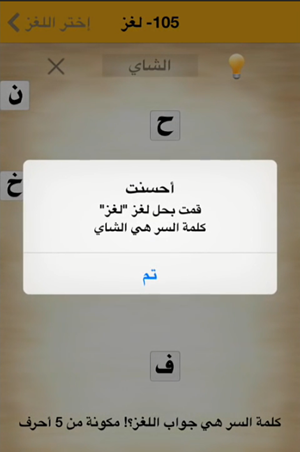 إختر اللغز
105- لغز
الشاي
ن
ح
خ
أحسنت
قمت بحل لغز "لغز"
كلمة السر هي الشاي
تم
ف
كلمة السر هي جواب اللغز؟! مكونة من 5 أحرف